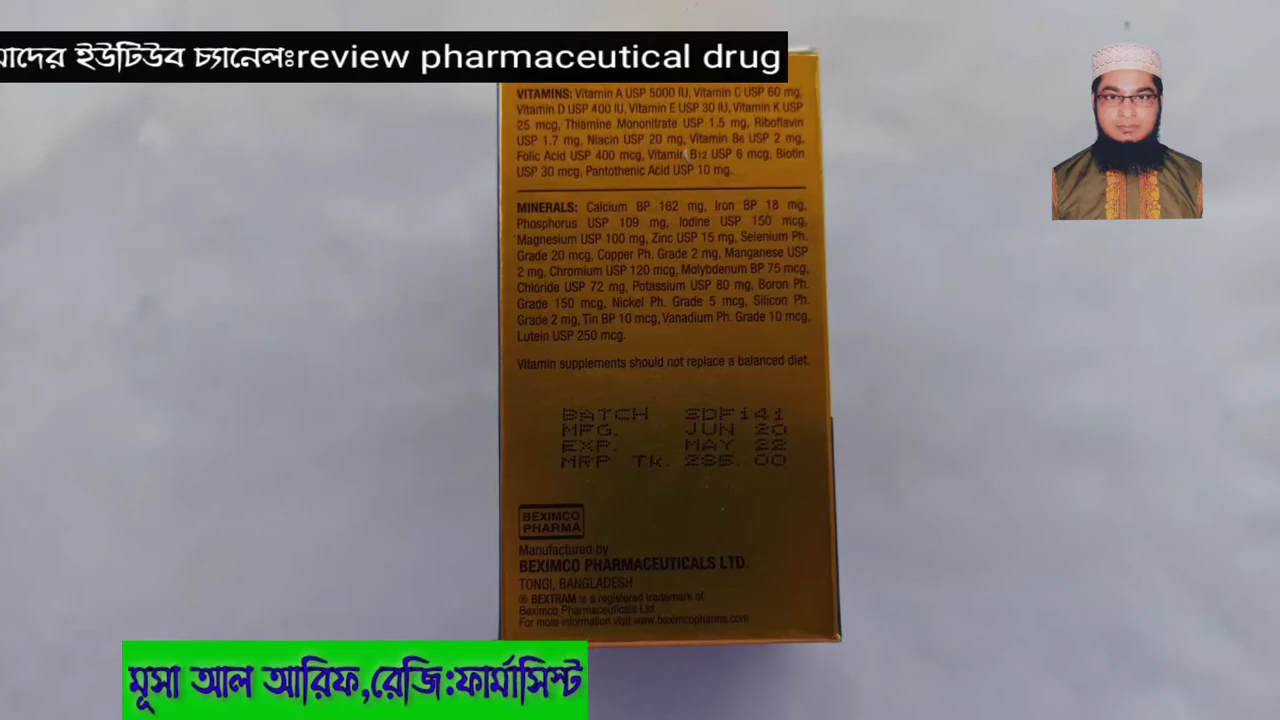 মাদের ইউটিউব চ্যানেলঃreview pharmaceutical drug
VITAMINS: Vitamin A USP 5000 IU, Vitamin C USP 60 mg,
Vitamin D USP 400 IU, Vitamin E USP 30 IU, Vitamin K USP
25 mcg, Thiamine Mononitrate USP 1.5 mg, Riboflavin
USP 1.7 mg, Niacin USP 20 mg, Vitamin B6 USP 2 mg,
Folic Acid USP 400 mcg, Vitamin B12 USP 6 mcg, Biotin
USP 30 mcg, Pantothenic Acid USP 10 mg.
MINERALS: Calcium BP 162 mg, Iron BP 18 mg,
Phosphorus USP 109 mg, Iodine USP 150 mcg,
Magnesium USP 100 mg, Zinc USP 15 mg, Selenium Ph.
Grade 20 mcg, Copper Ph. Grade 2 mg, Manganese USP
2 mg, Chromium USP 120 mcg, Molybdenum BP 75 mcg,
Chloride USP 72 mg, Potassium USP 80 mg, Boron Ph.
Grade 150 mcg, Nickel Ph. Grade 5 mcg, Silicon Ph.
Grade 2 mg, Tin BP 10 mcg, Vanadium Ph. Grade 10 mcg,
Lutein USP 250 mcg.
Vitamin supplements should not replace a balanced diet.
BATCH SDF141
MFG. JUN 20
EXP. MAY 22
MRP Tk. 285.00
BEXIMCO
PHARMA
Manufactured by
BEXIMCO PHARMACEUTICALS LTD.
TONGI, BANGLADESH
® BEXTRAM is a registered trademark of
Beximco Pharmaceuticals Ltd.
For more information visit www.beximcopharma.com
মূসা আল আরিফ,রেজি:ফার্মাসিস্ট